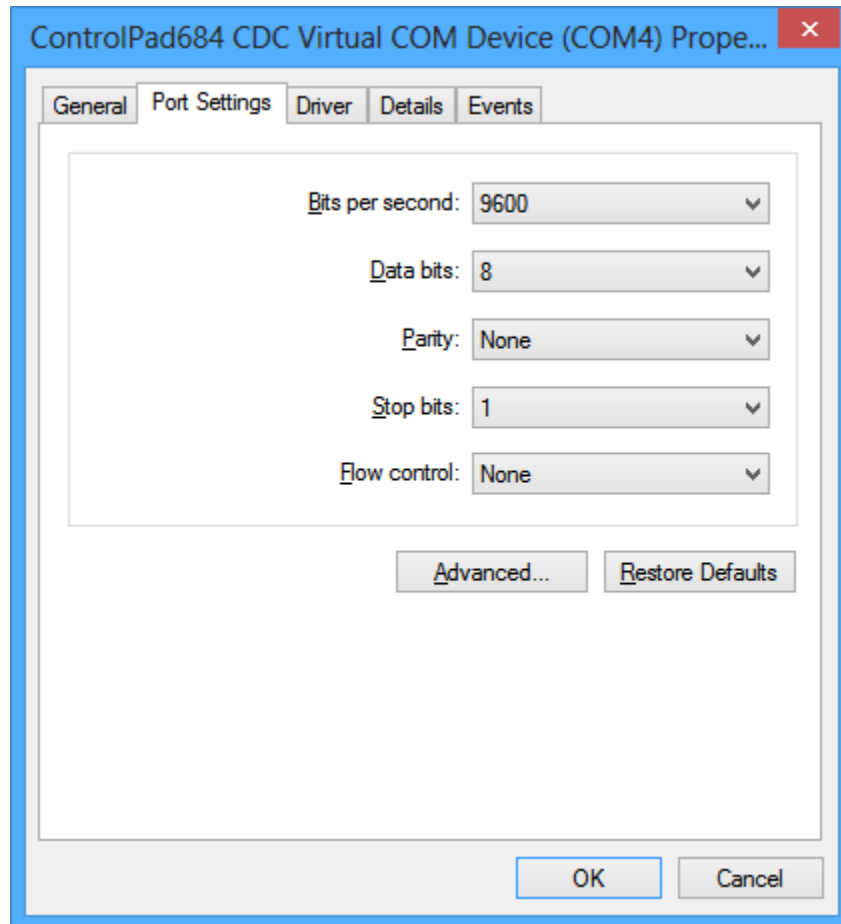 ControlPad684 CDC Virtual COM Device (COM4) Prope...
General Port Settings Driver Details Events
Bits per second: 9600
Data bits: 8
Parity: None
Stop bits: 1
Flow control: None
Advanced... Restore Defaults
OK Cancel